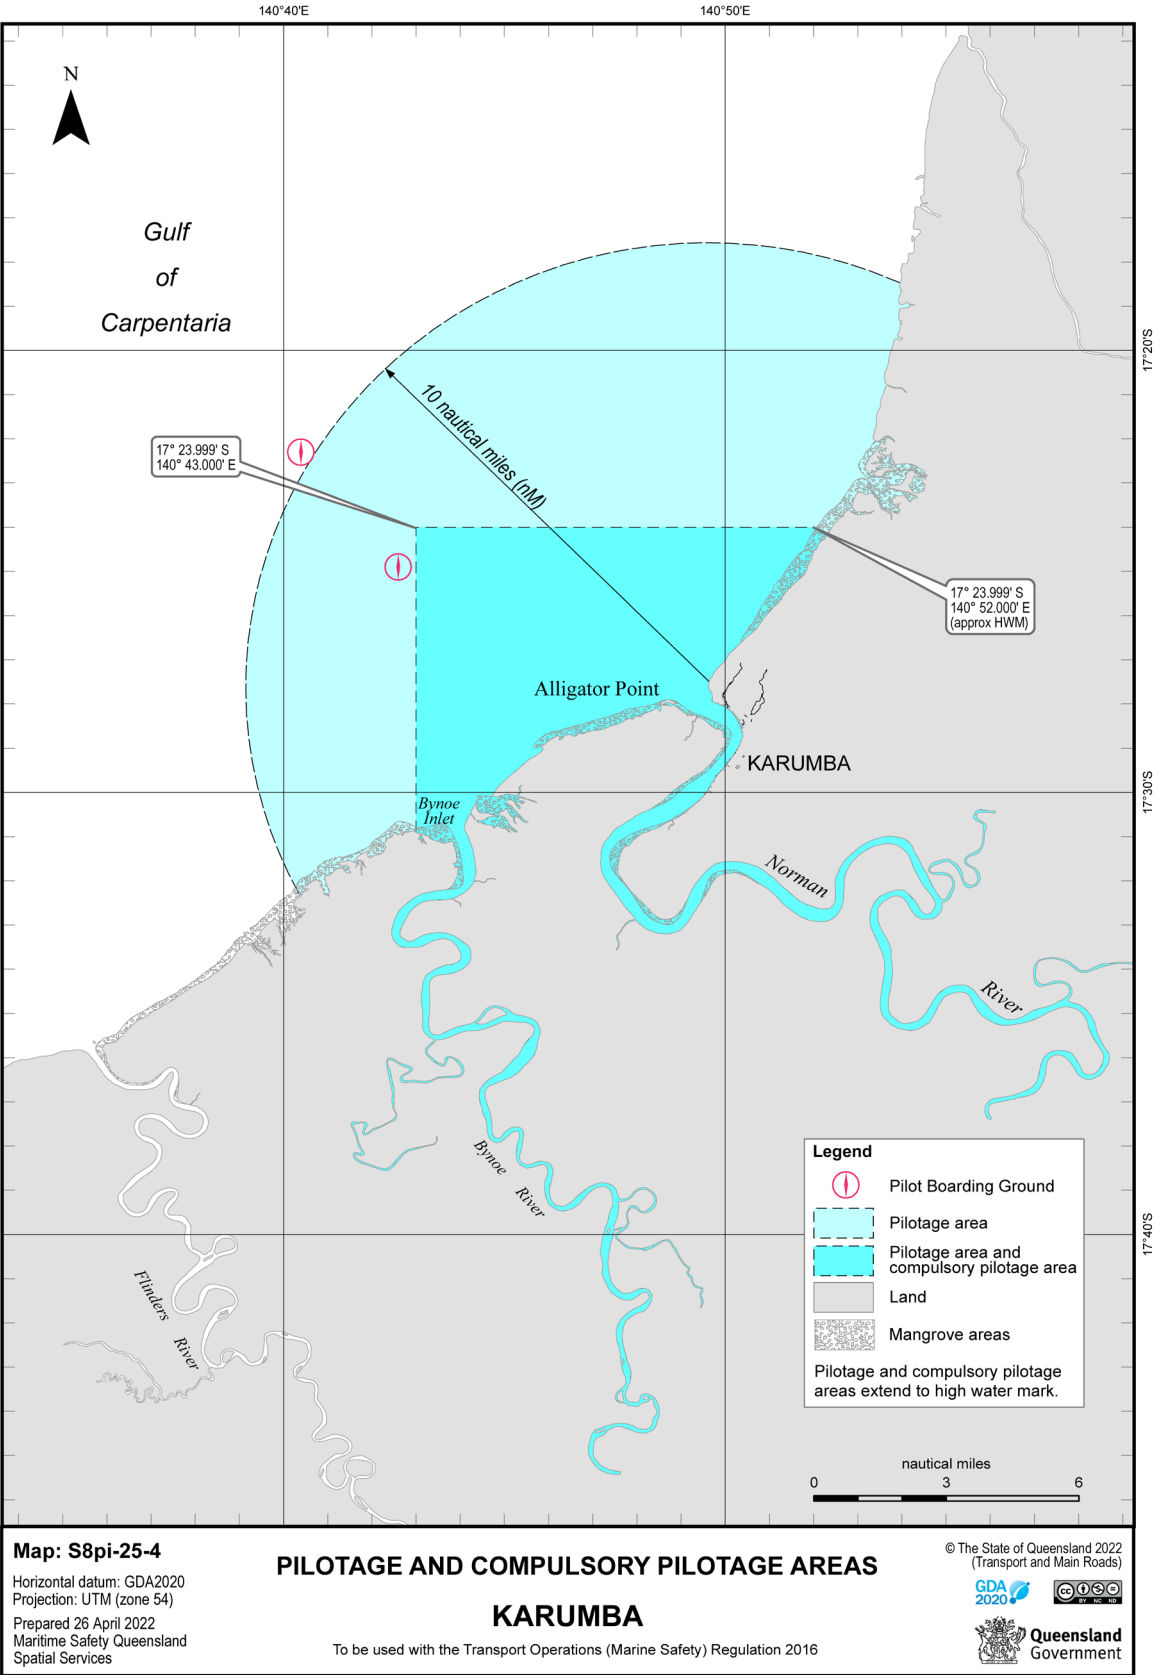 140°40'E
140°50'E
N
Gulf
of
Carpentaria
17°20'S
10 nautical miles (nM)
17° 23.999' S
140° 43.000' E
17° 23.999' S
140° 52.000' E
(approx HWM)
Alligator Point
KARUMBA
17°30'S
Bynoe
Inlet
Norman
River
Bynoe
River
17°40'S
Flinders
River
Legend
Pilot Boarding Ground
Pilotage area
Pilotage area and
compulsory pilotage area
Land
Mangrove areas
Pilotage and compulsory pilotage
areas extend to high water mark.
nautical miles
0 3 6
Map: S8pi-25-4
Horizontal datum: GDA2020
Projection: UTM (zone 54)
Prepared 26 April 2022
Maritime Safety Queensland
Spatial Services
PILOTAGE AND COMPULSORY PILOTAGE AREAS
KARUMBA
To be used with the Transport Operations (Marine Safety) Regulation 2016
© The State of Queensland 2022
(Transport and Main Roads)
GDA
2020
cc
BY NC ND
Queensland
Government